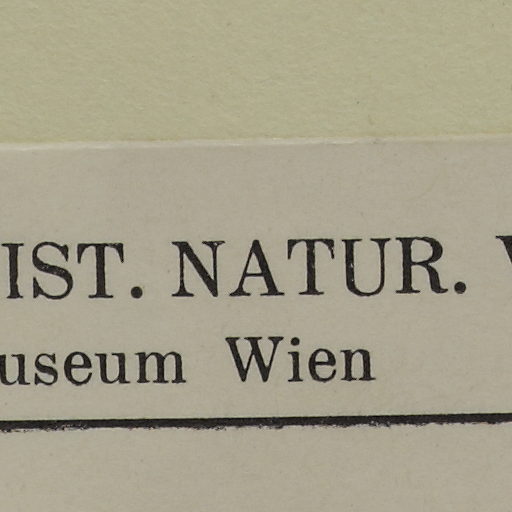 IST. NATUR. V
useum Wien